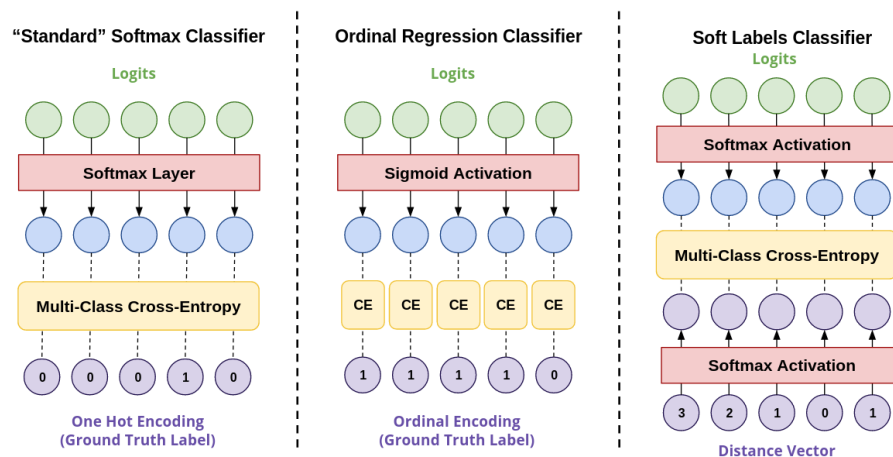 “Standard” Softmax Classifier
Logits
Softmax Layer
Multi-Class Cross-Entropy
0 0 0 1 0
One Hot Encoding
(Ground Truth Label)
Ordinal Regression Classifier
Logits
Sigmoid Activation
CE CE CE CE CE
1 1 1 1 0
Ordinal Encoding
(Ground Truth Label)
Soft Labels Classifier
Logits
Softmax Activation
Multi-Class Cross-Entropy
Softmax Activation
3 2 1 0 1
Distance Vector